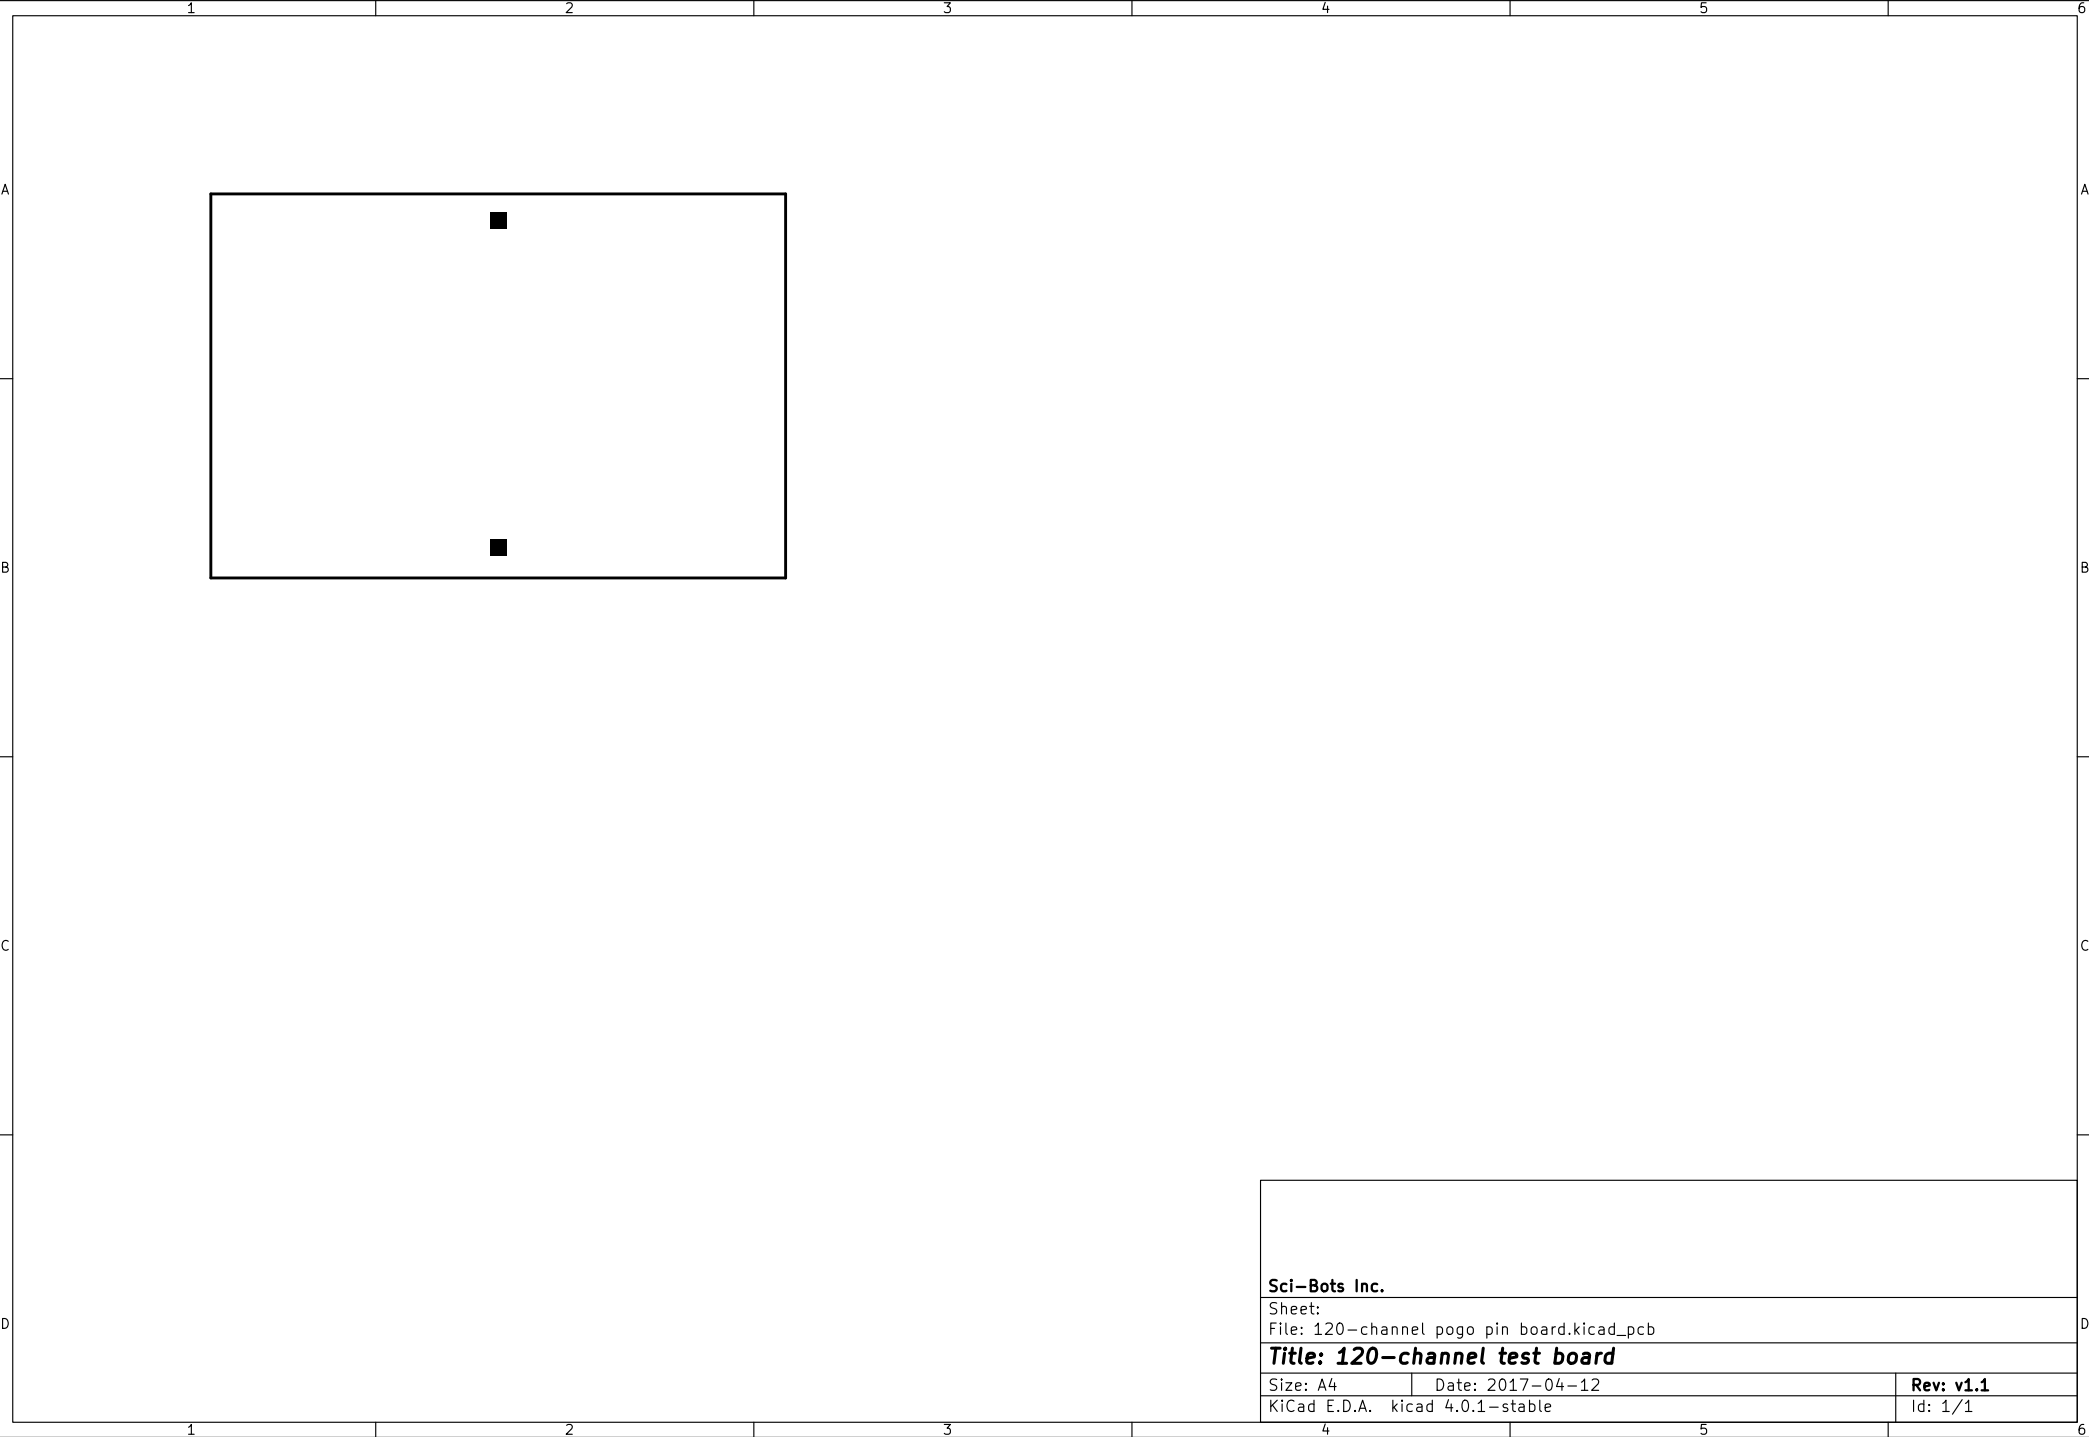 1 2 3 4 5 6
A A
B B
C C
Sci-Bots Inc.
Sheet:
File: 120-channel pogo pin board.kicad_pcb
D D
Title: 120-channel test board
Size: A4 Date: 2017-04-12 Rev: v1.1
KiCad E.D.A. kicad 4.0.1-stable Id: 1/1
1 2 3 4 5 6